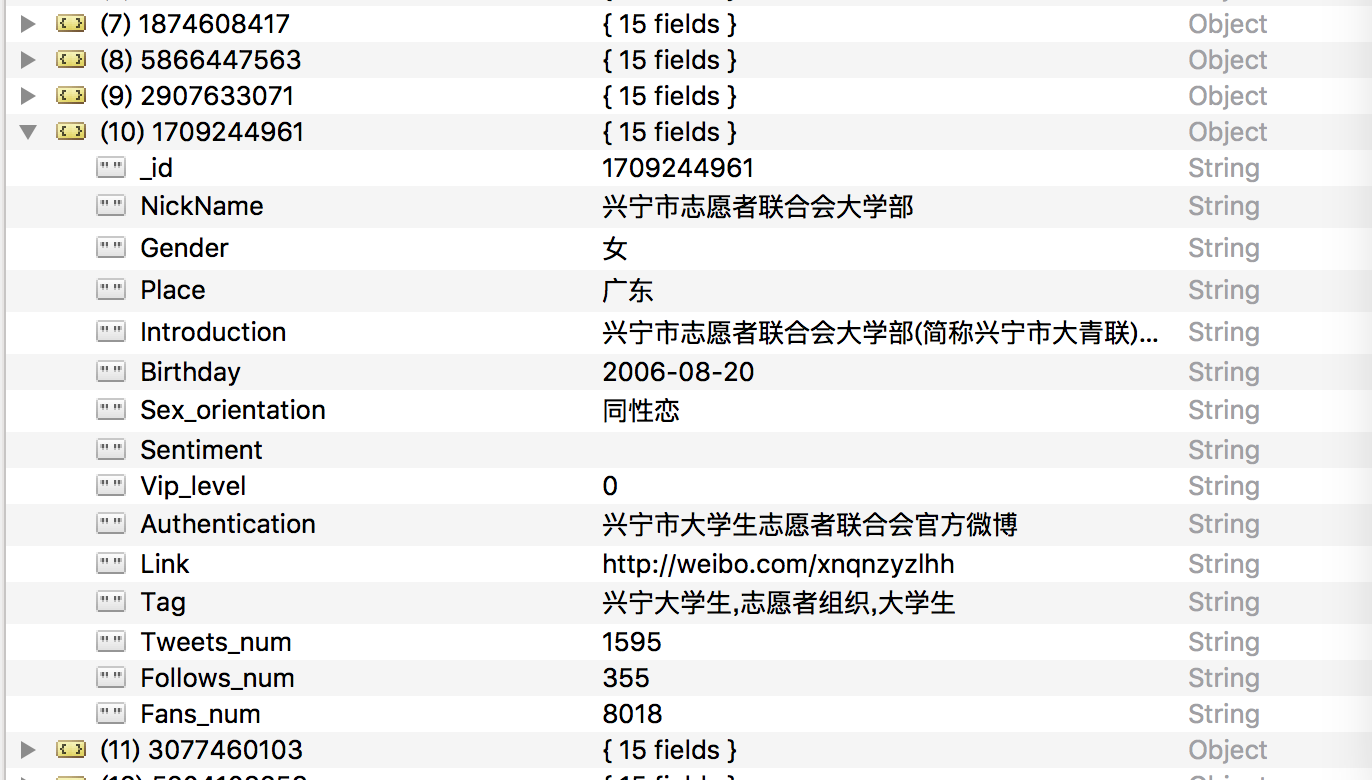 (7) 1874608417 { 15 fields } Object
(8) 5866447563 { 15 fields } Object
(9) 2907633071 { 15 fields } Object
(10) 1709244961 { 15 fields } Object
_id 1709244961 String
NickName 兴宁市志愿者联合会大学部 String
Gender 女 String
Place 广东 String
Introduction 兴宁市志愿者联合会大学部(简称兴宁市大青联)... String
Birthday 2006-08-20 String
Sex_orientation 同性恋 String
Sentiment String
Vip_level 0 String
Authentication 兴宁市大学生志愿者联合会官方微博 String
Link http://weibo.com/xnqnzyzlhh String
Tag 兴宁大学生,志愿者组织,大学生 String
Tweets_num 1595 String
Follows_num 355 String
Fans_num 8018 String
(11) 3077460103 { 15 fields } Object